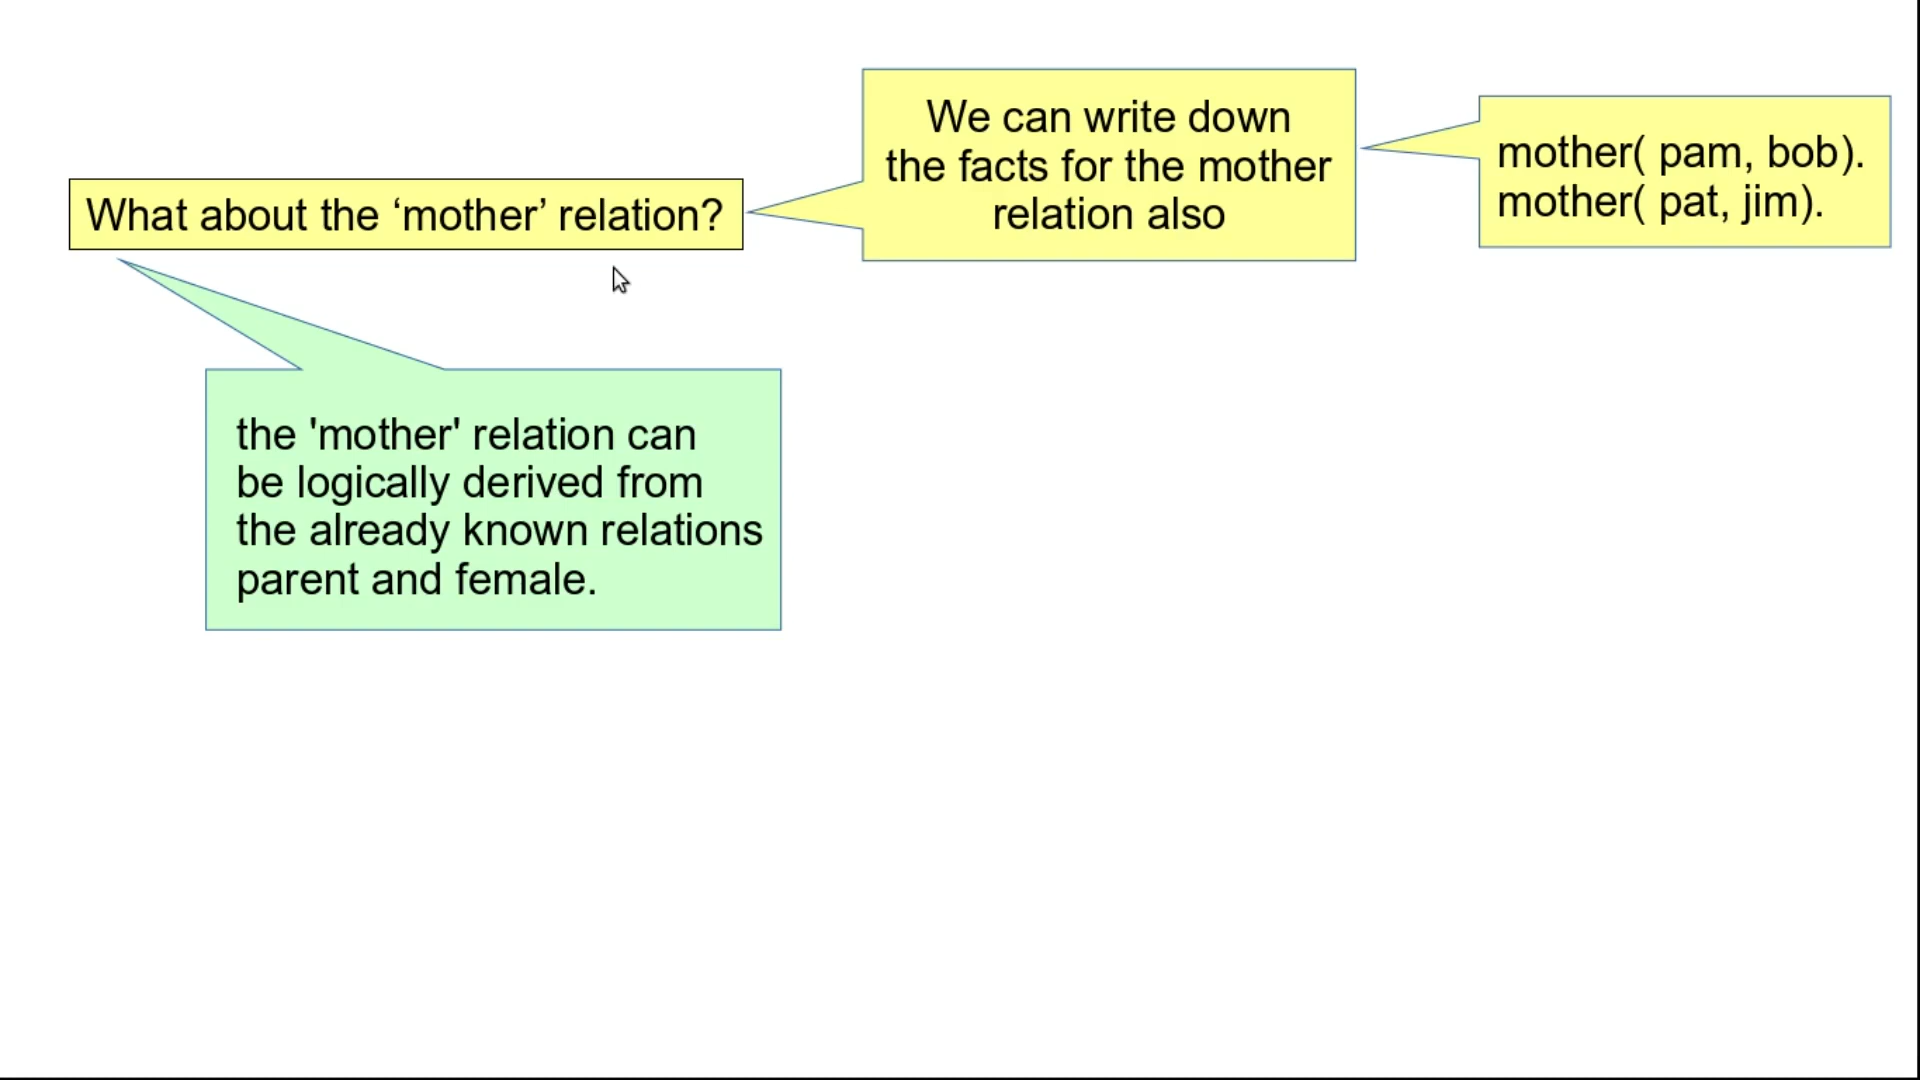 What about the ‘mother’ relation?
We can write down
the facts for the mother
relation also
mother( pam, bob).
mother( pat, jim).
the 'mother' relation can
be logically derived from
the already known relations
parent and female.